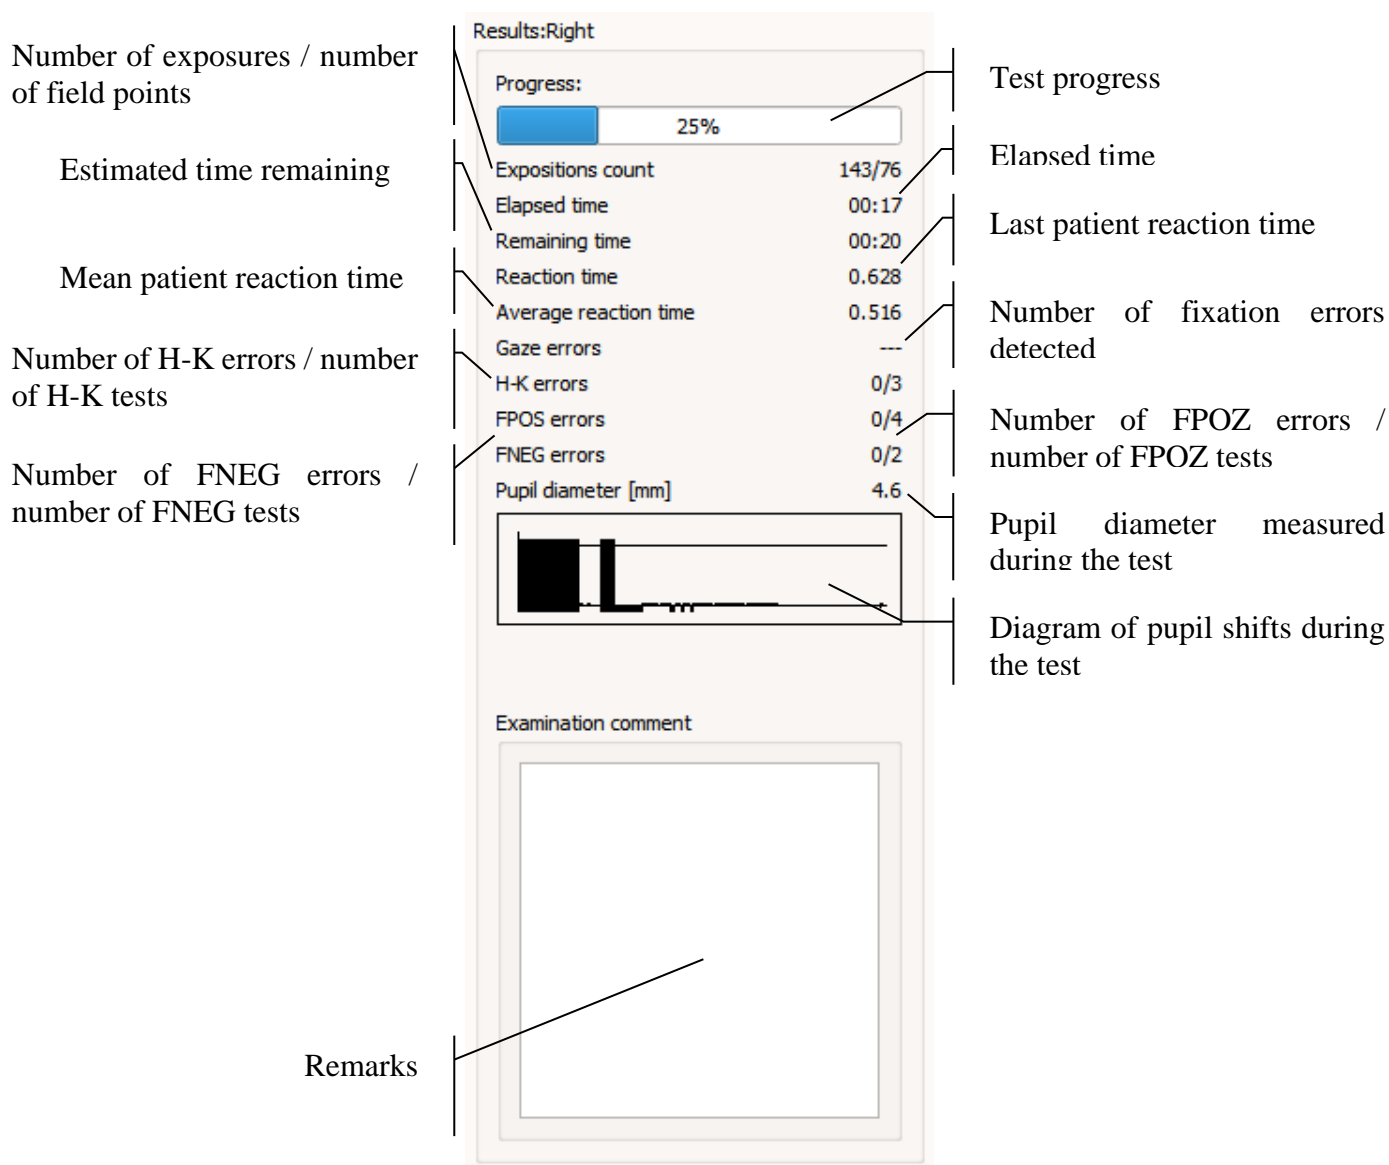 Number of exposures / number
of field points
Estimated time remaining
Mean patient reaction time
Number of H-K errors / number
of H-K tests
Number of FNEG errors /
number of FNEG tests
Remarks
Results:Right
Progress:
25%
Expositions count 143/76
Elapsed time 00:17
Remaining time 00:20
Reaction time 0.628
Average reaction time 0.516
Gaze errors ---
H-K errors 0/3
FPOS errors 0/4
FNEG errors 0/2
Pupil diameter [mm] 4.6
Examination comment
Test progress
Elapsed time
Last patient reaction time
Number of fixation errors
detected
Number of FPOZ errors /
number of FPOZ tests
Pupil diameter measured
during the test
Diagram of pupil shifts during
the test